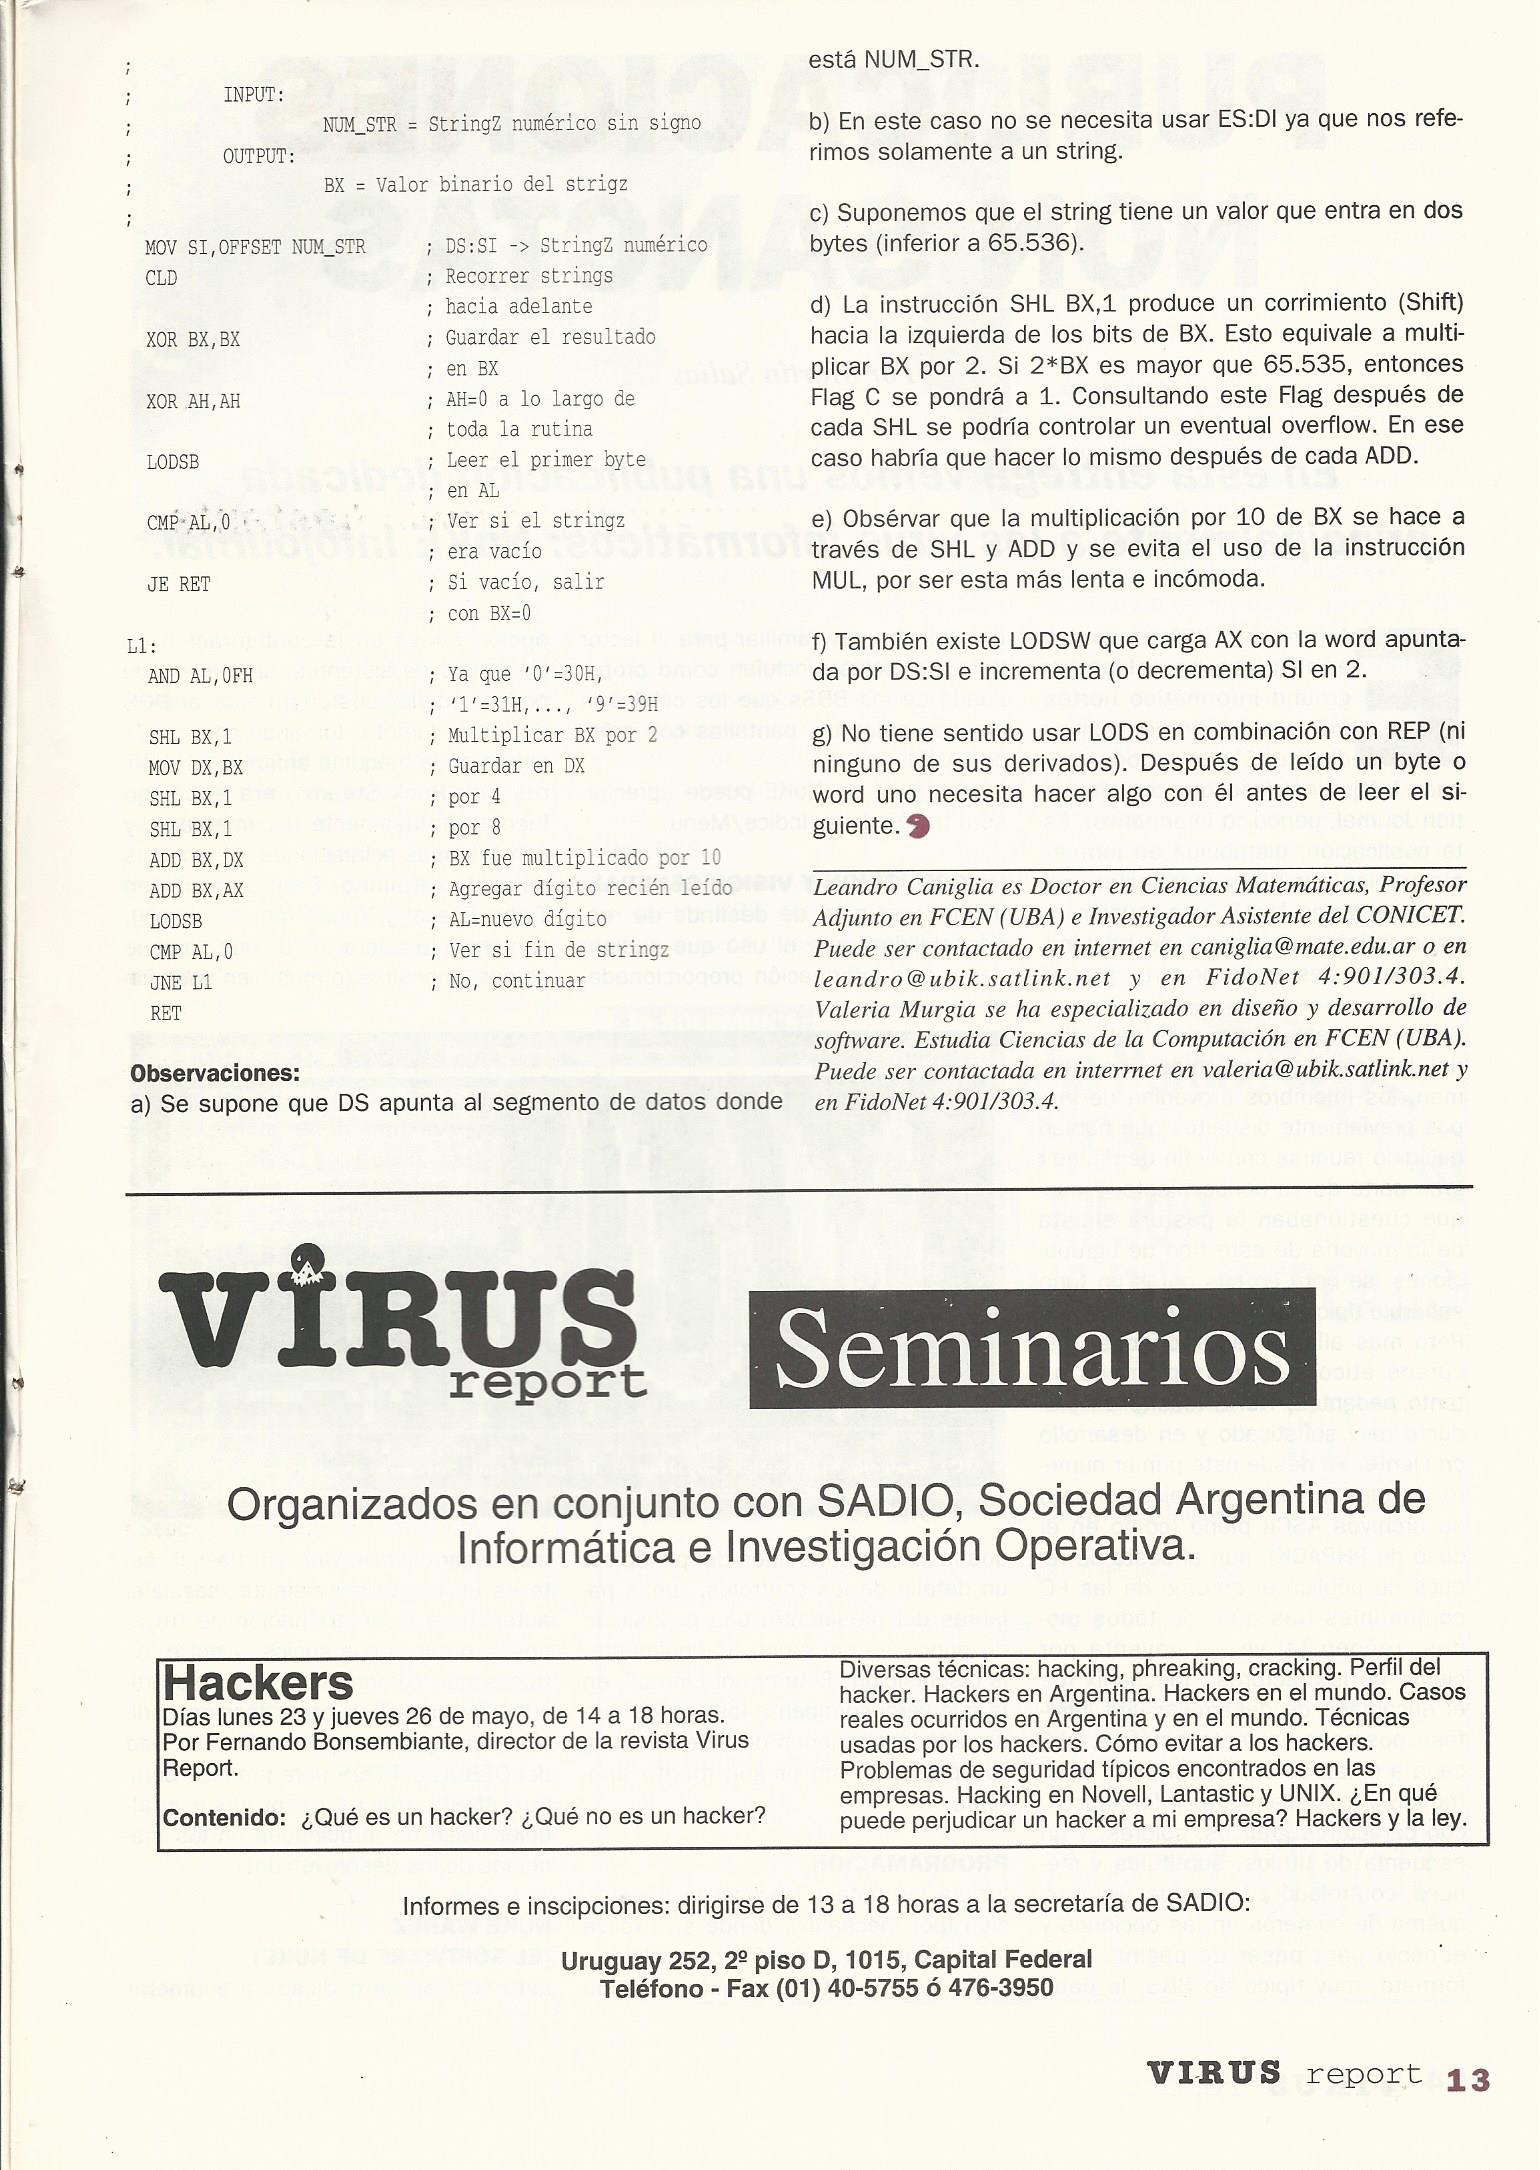 ;
; INPUT:
; NUM_STR = StringZ numérico sin signo
; OUTPUT:
; BX = Valor binario del strigz
;
MOV SI,OFFSET NUM_STR ; DS:SI -> StringZ numérico
CLD ; Recorrer strings
; hacia adelante
XOR BX,BX ; Guardar el resultado
; en BX
XOR AH,AH ; AH=0 a lo largo de
; toda la rutina
LODSB ; Leer el primer byte
; en AL
CMP AL,0 ; Ver si el stringz
; era vacío
JE RET ; Si vacío, salir
; con BX=0
L1:
AND AL,0FH ; Ya que '0'=30H,
; '1'=31H,..., '9'=39H
SHL BX,1 ; Multiplicar BX por 2
MOV DX,BX ; Guardar en DX
SHL BX,1 ; por 4
SHL BX,1 ; por 8
ADD BX,DX ; BX fue multiplicado por 10
ADD BX,AX ; Agregar dígito recién leído
LODSB ; AL=nuevo dígito
CMP AL,0 ; Ver si fin de stringz
JNE L1 ; No, continuar
RET
Observaciones:
a) Se supone que DS apunta al segmento de datos donde
está NUM_STR.
b) En este caso no se necesita usar ES:DI ya que nos refe-
rimos solamente a un string.
c) Suponemos que el string tiene un valor que entra en dos
bytes (inferior a 65.536).
d) La instrucción SHL BX,1 produce un corrimiento (Shift)
hacia la izquierda de los bits de BX. Esto equivale a multi-
plicar BX por 2. Si 2*BX es mayor que 65.535, entonces
Flag C se pondrá a 1. Consultando este Flag después de
cada SHL se podría controlar un eventual overflow. En ese
caso habría que hacer lo mismo después de cada ADD.
e) Obsérvar que la multiplicación por 10 de BX se hace a
través de SHL y ADD y se evita el uso de la instrucción
MUL, por ser esta más lenta e incómoda.
f) También existe LODSW que carga AX con la word apunta-
da por DS:SI e incrementa (o decrementa) SI en 2.
g) No tiene sentido usar LODS en combinación con REP (ni
ninguno de sus derivados). Después de leído un byte o
word uno necesita hacer algo con él antes de leer el si-
guiente.
Leandro Caniglia es Doctor en Ciencias Matemáticas, Profesor
Adjunto en FCEN (UBA) e Investigador Asistente del CONICET.
Puede ser contactado en internet en caniglia@mate.edu.ar o en
leandro@ubik.satlink.net y en FidoNet 4:901/303.4.
Valeria Murgia se ha especializado en diseño y desarrollo de
software. Estudia Ciencias de la Computación en FCEN (UBA).
Puede ser contactada en interrnet en valeria@ubik.satlink.net y
en FidoNet 4:901/303.4.
VIRUS
report
Seminarios
Organizados en conjunto con SADIO, Sociedad Argentina de
Informática e Investigación Operativa.
Hackers
Días lunes 23 y jueves 26 de mayo, de 14 a 18 horas.
Por Fernando Bonsembiante, director de la revista Virus
Report.
Contenido: ¿Qué es un hacker? ¿Qué no es un hacker?
Diversas técnicas: hacking, phreaking, cracking. Perfil del
hacker. Hackers en Argentina. Hackers en el mundo. Casos
reales ocurridos en Argentina y en el mundo. Técnicas
usadas por los hackers. Cómo evitar a los hackers.
Problemas de seguridad típicos encontrados en las
empresas. Hacking en Novell, Lantastic y UNIX. ¿En qué
puede perjudicar un hacker a mi empresa? Hackers y la ley.
Informes e inscipciones: dirigirse de 13 a 18 horas a la secretaría de SADIO:
Uruguay 252, 2º piso D, 1015, Capital Federal
Teléfono - Fax (01) 40-5755 ó 476-3950
VIRUS report 13